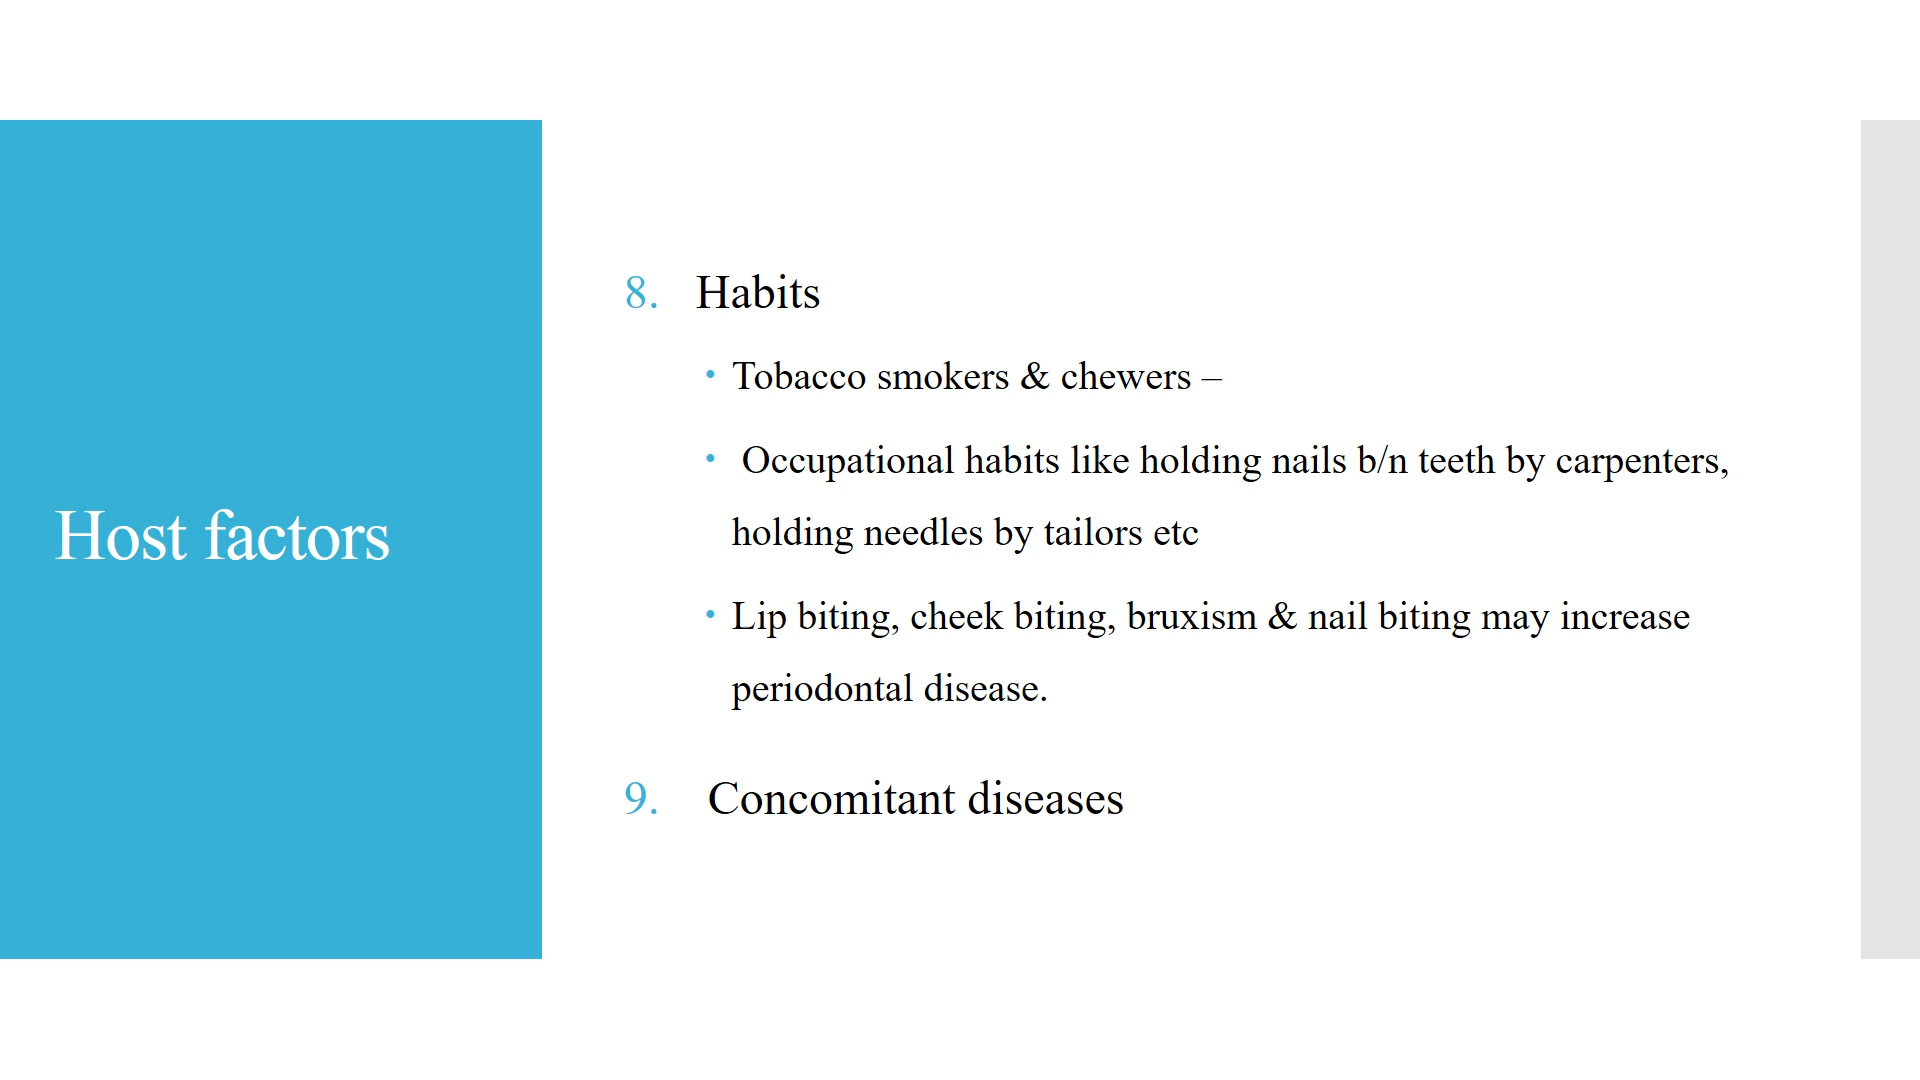 Host factors
8. Habits
• Tobacco smokers & chewers –
• Occupational habits like holding nails b/n teeth by carpenters,
holding needles by tailors etc
• Lip biting, cheek biting, bruxism & nail biting may increase
periodontal disease.
9. Concomitant diseases